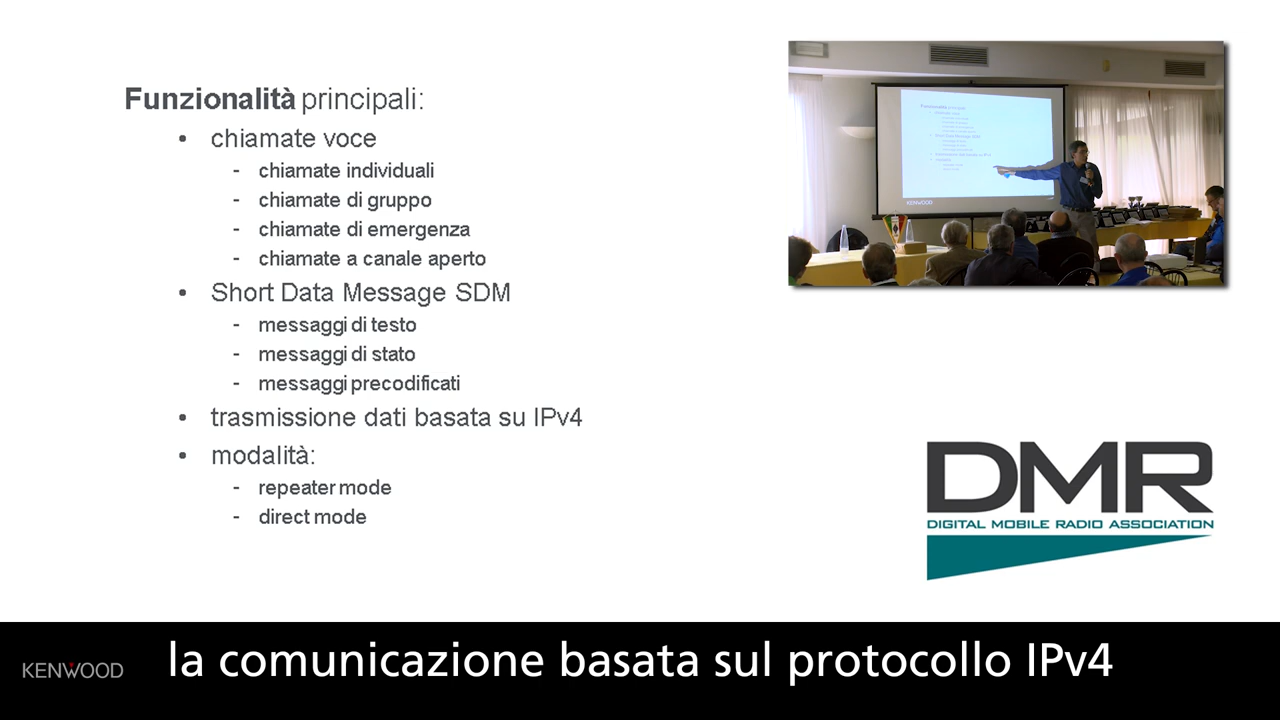 Funzionalità principali:
• chiamate voce
- chiamate individuali
- chiamate di gruppo
- chiamate di emergenza
- chiamate a canale aperto
• Short Data Message SDM
- messaggi di testo
- messaggi di stato
- messaggi precodificati
• trasmissione dati basata su IPv4
• modalità:
- repeater mode
- direct mode
KENWOOD
DMR
DIGITAL MOBILE RADIO ASSOCIATION
KENWOOD
la comunicazione basata sul protocollo IPv4